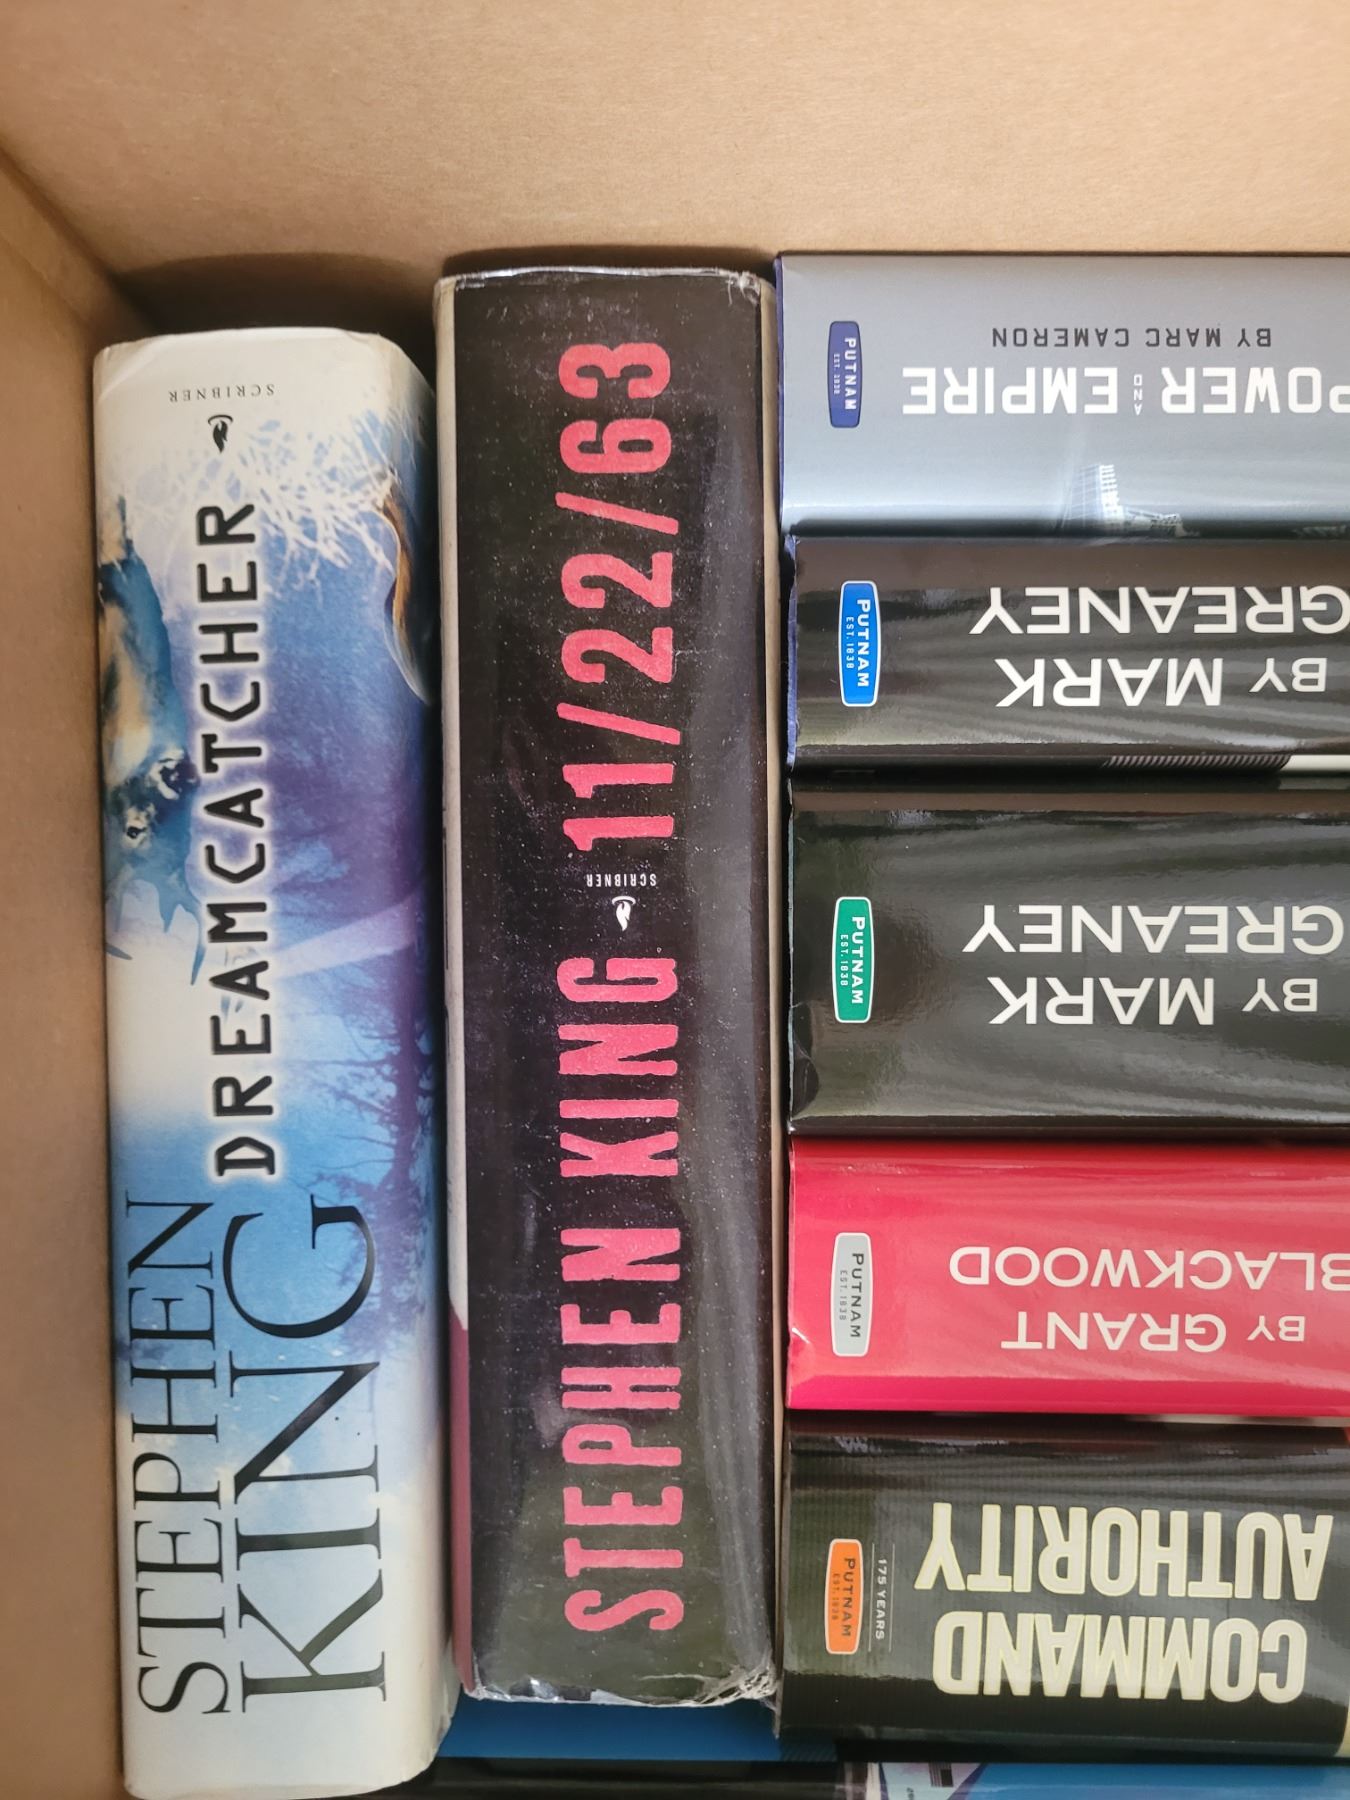 STEPHEN
KING
DREAMCATCHER
SCRIBNER
STEPHEN KING
SCRIBNER
11/22/63
POWER AND EMPIRE
BY MARC CAMERON
PUTNAM
EST. 1838
BY MARK
GREANEY
PUTNAM
EST. 1838
BY MARK
GREANEY
PUTNAM
EST. 1838
BY GRANT
BLACKWOOD
PUTNAM
EST. 1838
COMMAND
AUTHORITY
175 YEARS
PUTNAM
EST. 1838